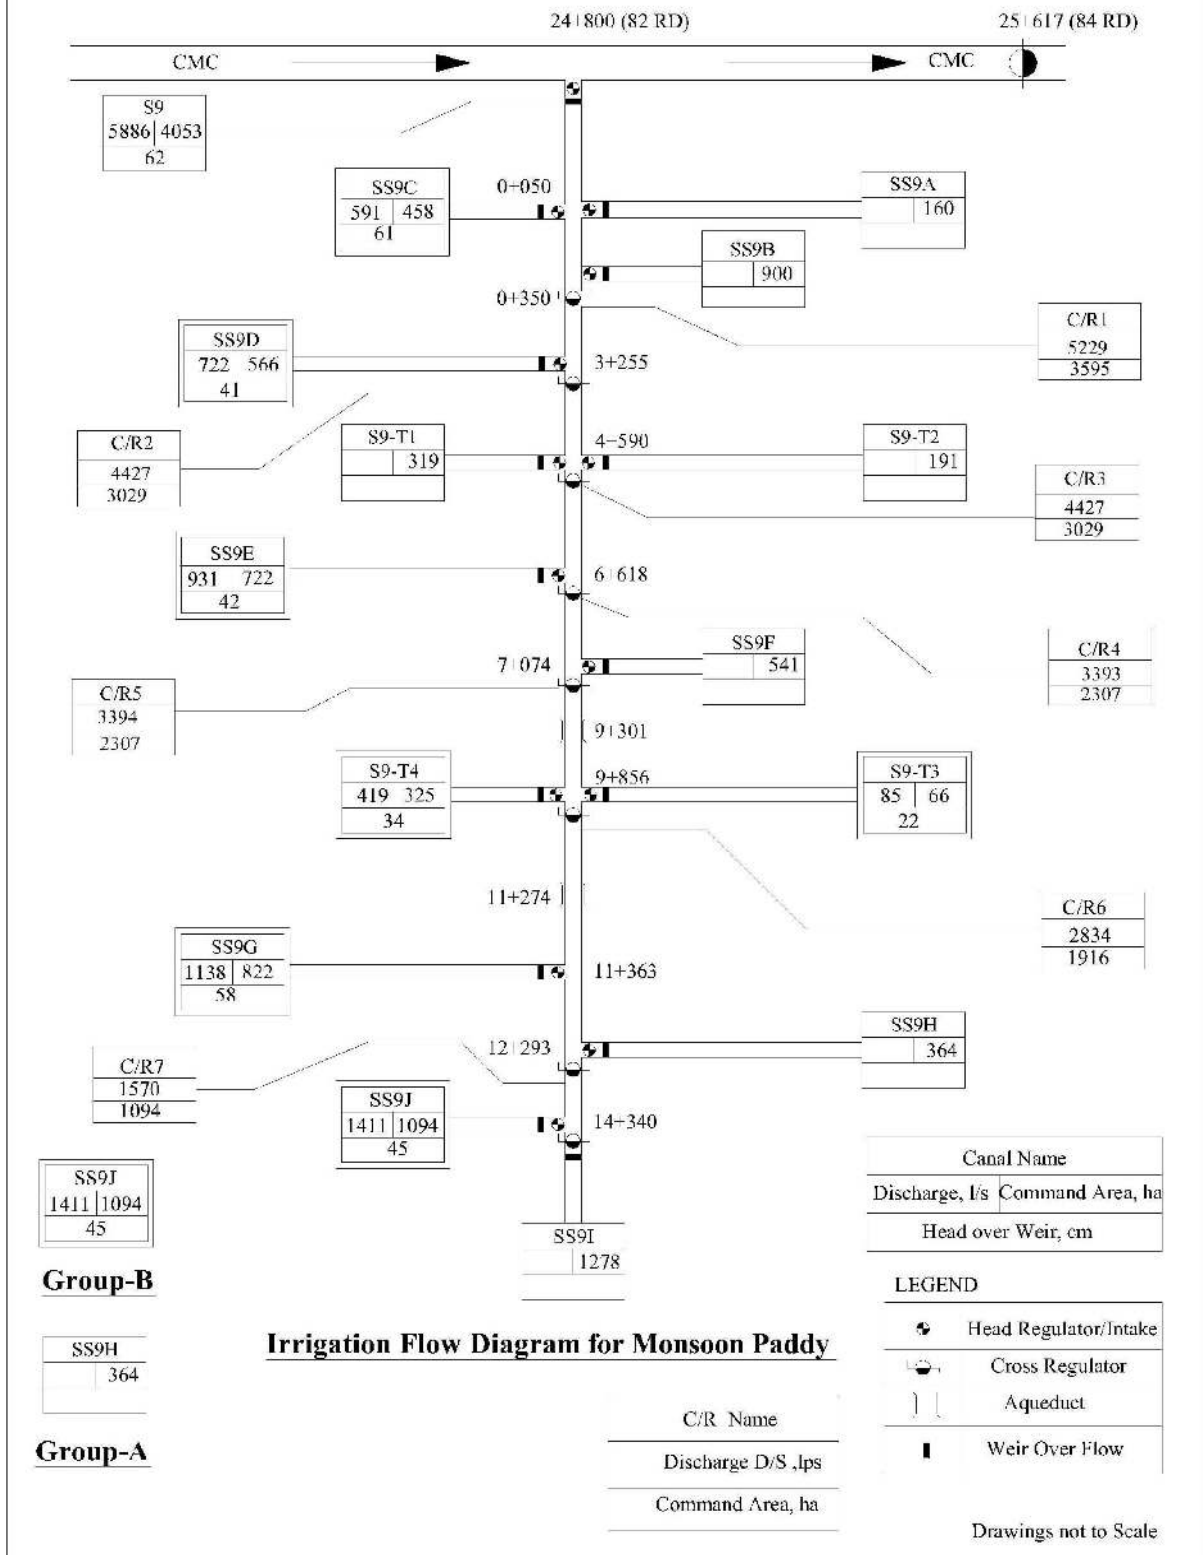 24+800 (82 RD)
25+617 (84 RD)
CMC
CMC
S9
5886 4053
62
SS9C
591 458
61
0+050
SS9A
160
SS9B
900
0+350
C/R1
5229
3595
SS9D
722 566
41
3+255
C/R2
4427
3029
S9-T1
319
4-590
S9-T2
191
C/R3
4427
3029
SS9E
931 722
42
6+618
SS9F
541
7+074
C/R4
3393
2307
C/R5
3394
2307
9+301
S9-T4
419 325
34
9+856
S9-T3
85 66
22
11+274
C/R6
2834
1916
SS9G
1138 822
58
11+363
SS9H
364
12+293
C/R7
1570
1094
SS9J
1411 1094
45
14+340
SS9J
1411 1094
45
Group-B
SS9I
1278
Canal Name
Discharge, l/s Command Area, ha
Head over Weir, cm
LEGEND
Head Regulator/Intake
Cross Regulator
Aqueduct
Weir Over Flow
SS9H
364
Group-A
Irrigation Flow Diagram for Monsoon Paddy
C/R Name
Discharge D/S ,lps
Command Area, ha
Drawings not to Scale